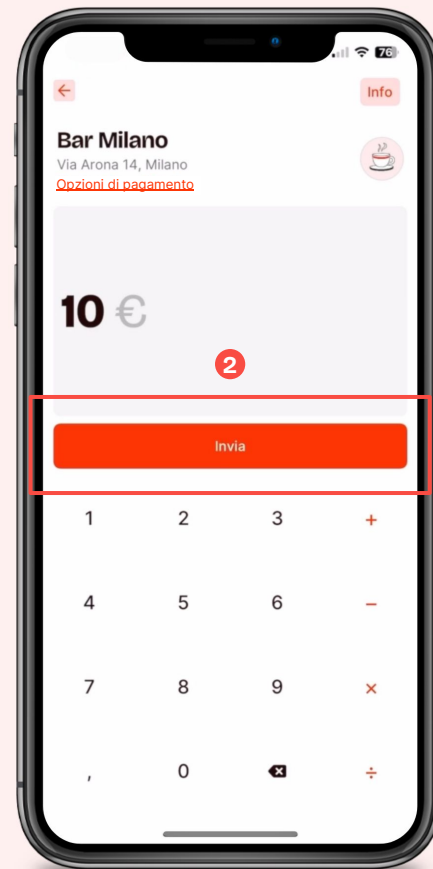 76
Info
Bar Milano
Via Arona 14, Milano
Opzioni di pagamento
10 €
2
Invia
1 2 3 +
4 5 6 −
7 8 9 ×
, 0 ÷